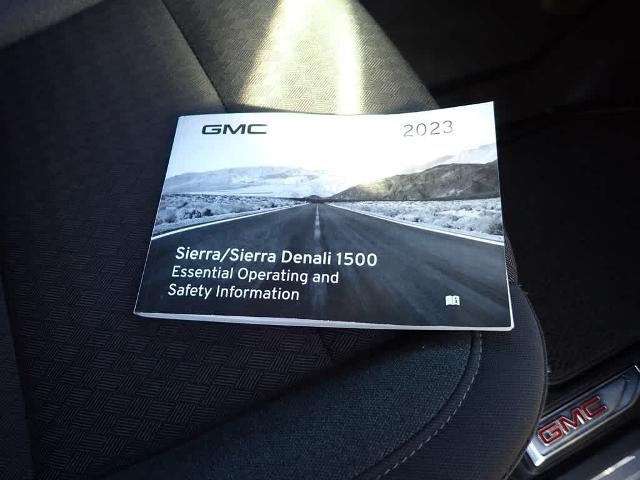 GMC 2023
Sierra/Sierra Denali 1500
Essential Operating and
Safety Information
GMC